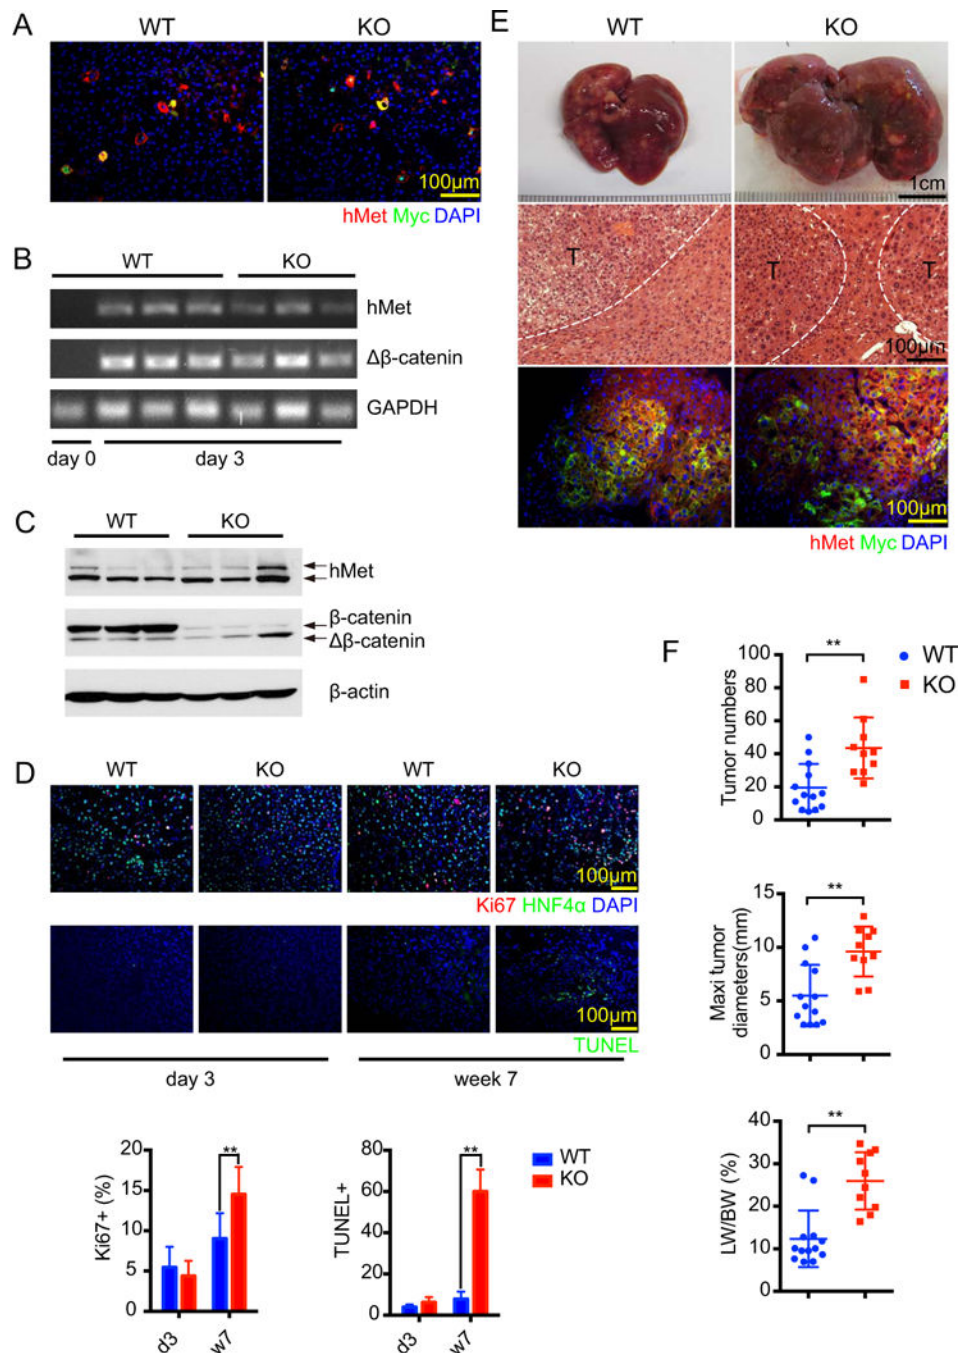 A
WT KO
100μm
hMet Myc DAPI
B
WT KO
hMet
Δβ-catenin
GAPDH
day 0 day 3
C
WT KO
hMet
β-catenin
Δβ-catenin
β-actin
D
WT KO WT KO
100μm
Ki67 HNF4α DAPI
100μm
TUNEL
day 3 week 7
Ki67+ (%)
20
15
10
5
0
**
d3 w7
TUNEL+
80
60
40
20
0
**
d3 w7
WT
KO
E
WT KO
1cm
T T T
100μm
100μm
hMet Myc DAPI
F
WT
KO
Tumor numbers
100
80
60
40
20
0
**
Maxi tumor
diameters(mm)
15
10
5
0
**
LW/BW (%)
40
30
20
10
0
**